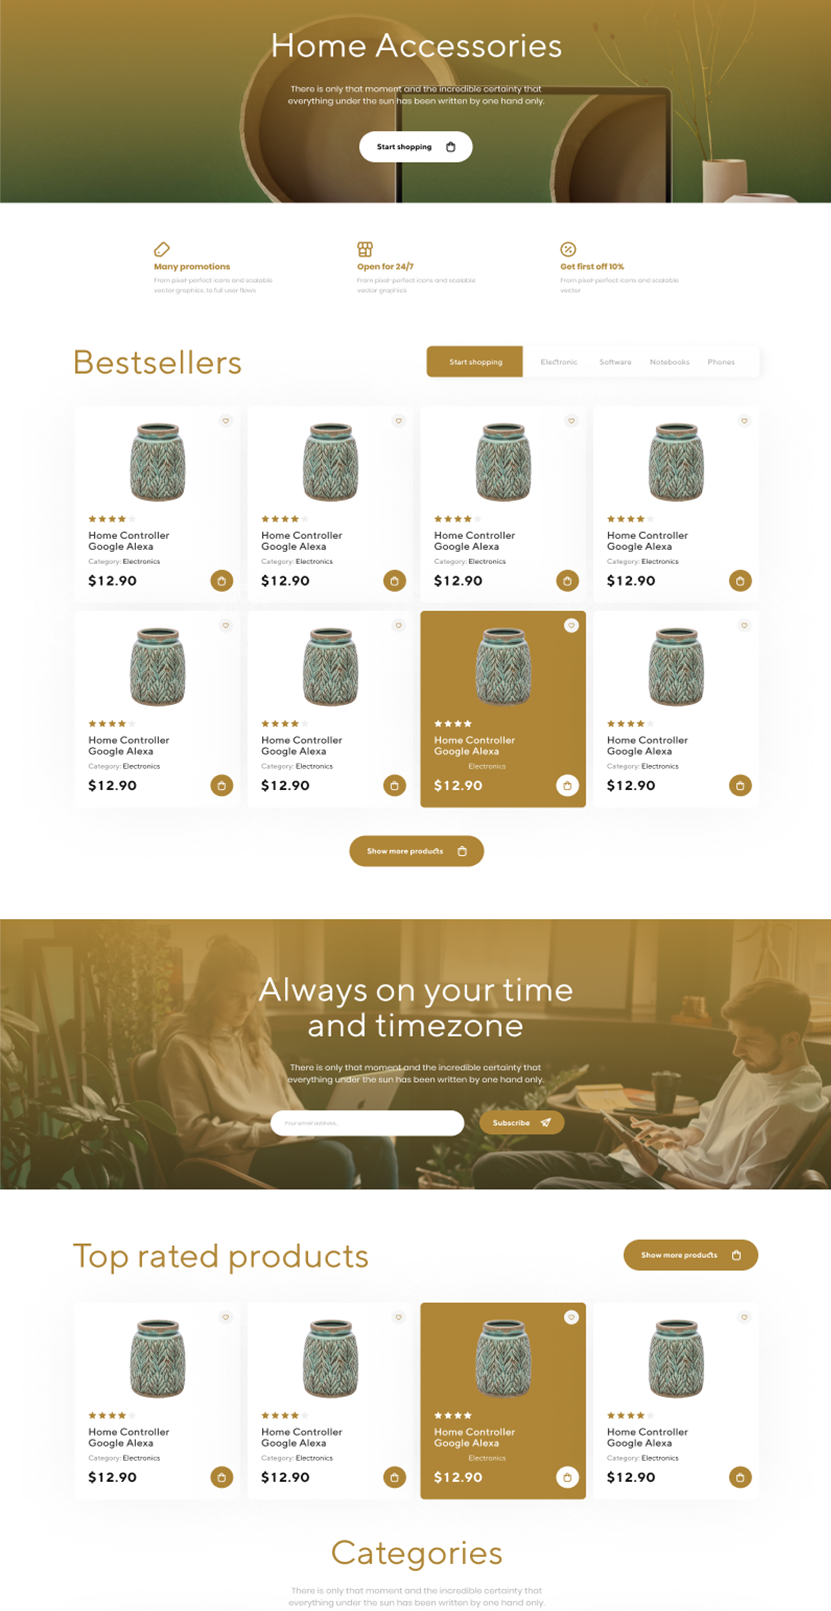 Home Accessories
There is only that moment and the incredible certainty that
everything under the sun has been written by one hand only.
Start shopping
Many promotions
From pixel-perfect icons and scalable
vector graphics, to full user flows
Open for 24/7
From pixel-perfect icons and scalable
vector graphics
Get first off 10%
From pixel-perfect icons and scalable
vector
Bestsellers
Start shopping
Electronic
Software
Notebooks
Phones
Home Controller
Google Alexa
Category: Electronics
$12.90
Home Controller
Google Alexa
Category: Electronics
$12.90
Home Controller
Google Alexa
Category: Electronics
$12.90
Home Controller
Google Alexa
Category: Electronics
$12.90
Home Controller
Google Alexa
Category: Electronics
$12.90
Home Controller
Google Alexa
Category: Electronics
$12.90
Home Controller
Google Alexa
Electronics
$12.90
Home Controller
Google Alexa
Category: Electronics
$12.90
Show more products
Always on your time
and timezone
There is only that moment and the incredible certainty that
everything under the sun has been written by one hand only.
Your email address..
Subscribe
Top rated products
Show more products
Home Controller
Google Alexa
Category: Electronics
$12.90
Home Controller
Google Alexa
Category: Electronics
$12.90
Home Controller
Google Alexa
Electronics
$12.90
Home Controller
Google Alexa
Category: Electronics
$12.90
Categories
There is only that moment and the incredible certainty that
everything under the sun has been written by one hand only.